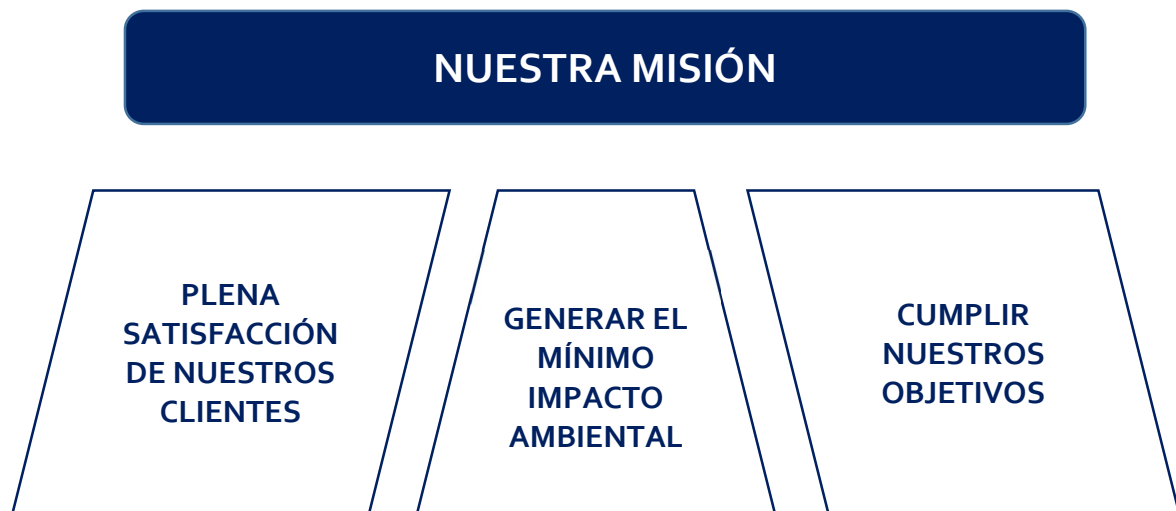 NUESTRA MISIÓN
PLENA
SATISFACCIÓN
DE NUESTROS
CLIENTES
GENERAR EL
MÍNIMO
IMPACTO
AMBIENTAL
CUMPLIR
NUESTROS
OBJETIVOS